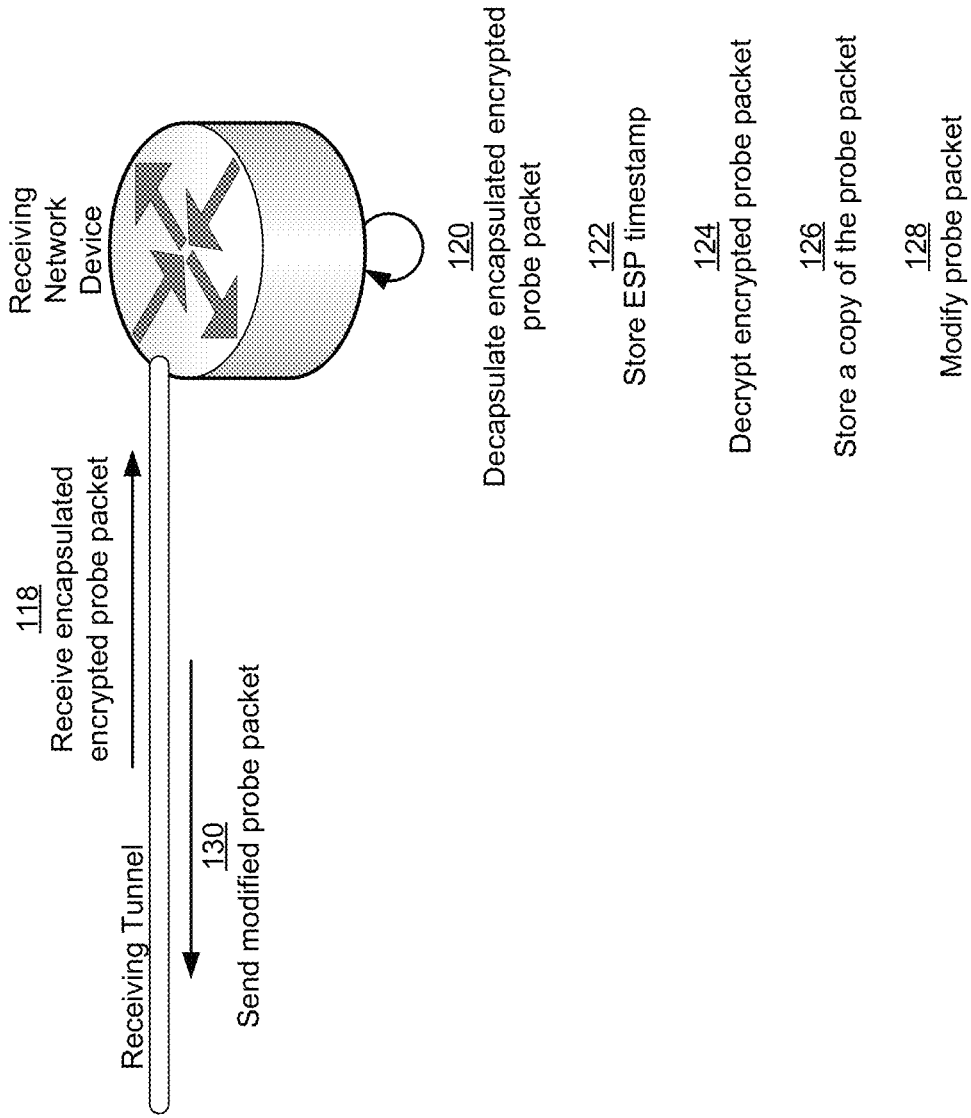 Receiving
Network
Device
118
Receive encapsulated
encrypted probe packet
Receiving Tunnel
130
Send modified probe packet
120
Decapsulate encapsulated encrypted
probe packet
122
Store ESP timestamp
124
Decrypt encrypted probe packet
126
Store a copy of the probe packet
128
Modify probe packet